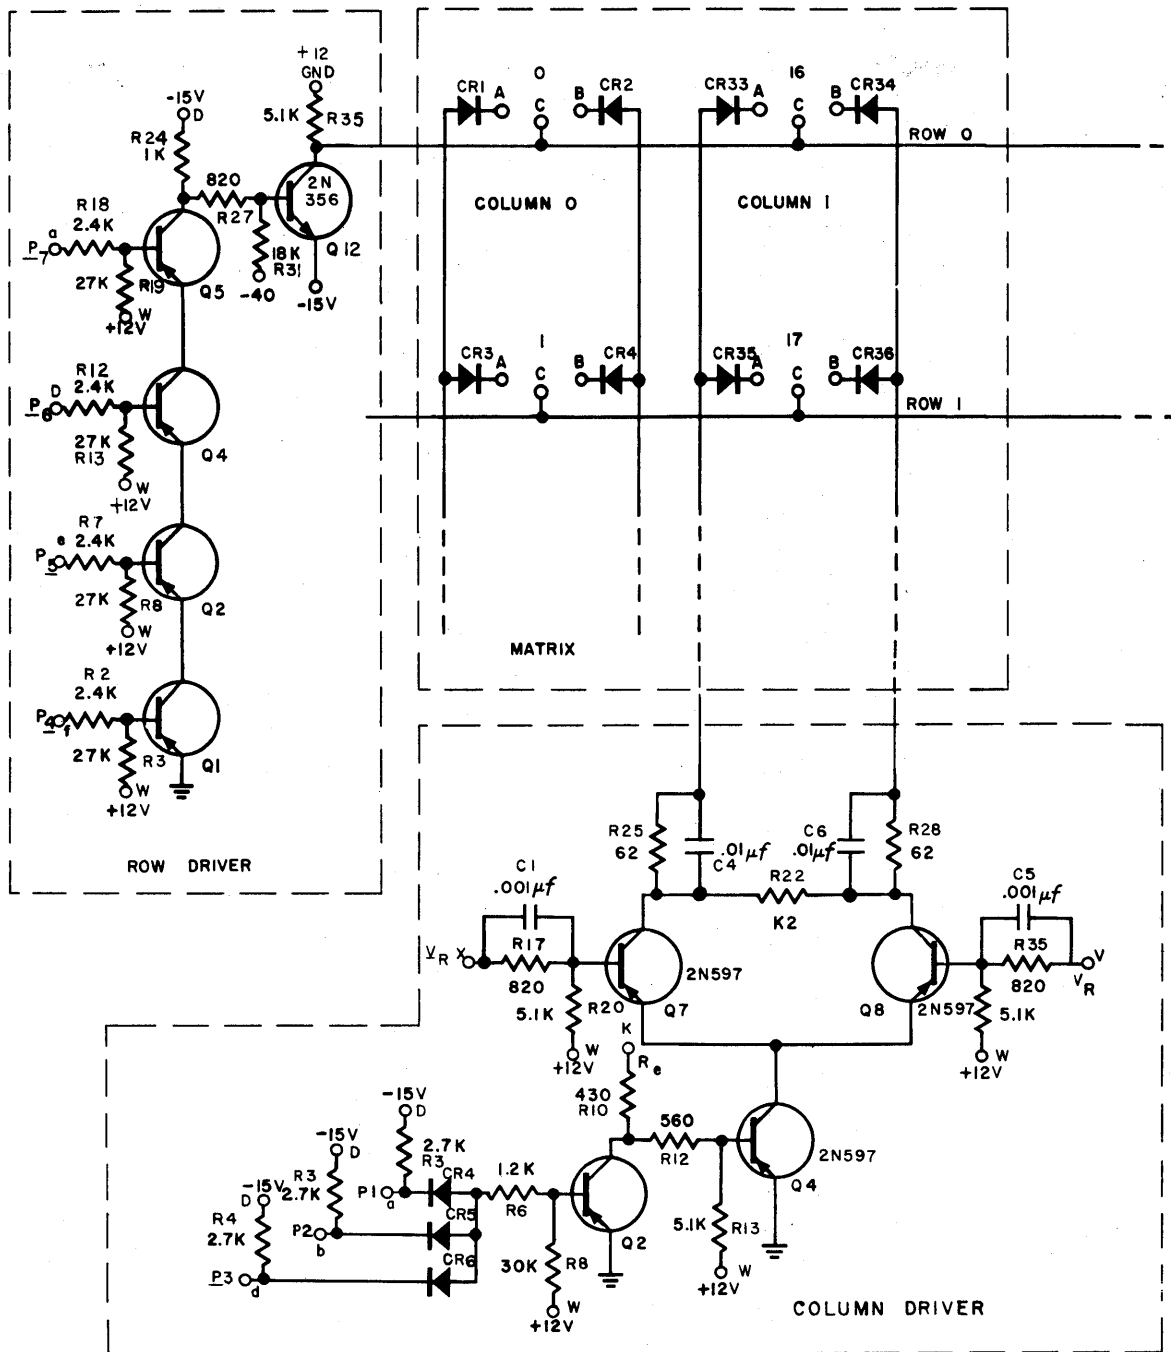 +12
GND
5.1K
R35
-15V
D
R24
1K
820
R27
2N
356
Q12
18K
R31
-40
-15V
R18
2.4K
a
P7
27K
R19
W
+12V
Q5
R12
2.4K
D
P6
27K
R13
W
+12V
Q4
R7
2.4K
e
P5
27K
R8
W
+12V
Q2
R2
2.4K
P4
f
27K
R3
W
+12V
Q1
ROW DRIVER
CR1 A 0 C B CR2
CR33 A 16 C B CR34
ROW 0
COLUMN 0
COLUMN 1
CR3 A 1 C B CR4
CR35 A 17 C B CR36
ROW 1
MATRIX
R25
62
.01µf
C4
C6
.01µf
R28
62
R22
K2
C1
.001µf
VR X
R17
820
R20
5.1K
W
+12V
2N597
Q7
C5
.001µf
R35
820
V
VR
Q8
2N597
5.1K
W
+12V
K
Re
430
R10
560
R12
2N597
Q4
5.1K
R13
W
+12V
-15V
D
2.7K
R3
P1
a
CR4
-15V
D
R3
2.7K
P2
b
CR5
-15V
D
R4
2.7K
P3
d
CR6
1.2K
R6
Q2
30K
R8
W
+12V
COLUMN DRIVER